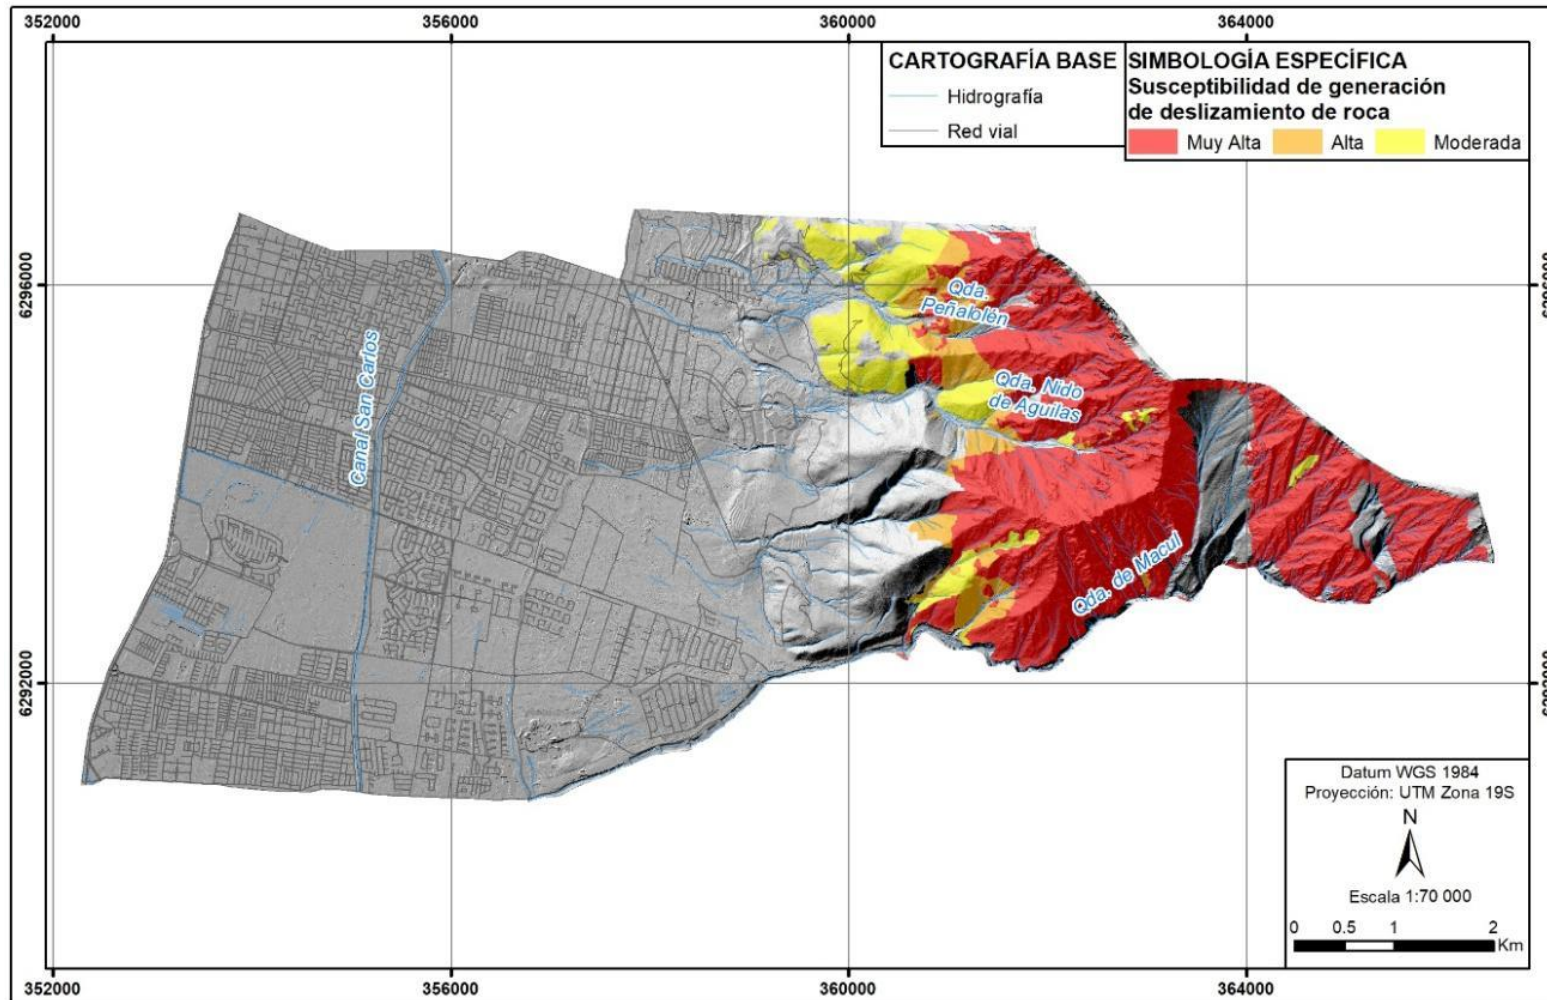 352000
356000
360000
364000
CARTOGRAFÍA BASE
Hidrografía
Red vial
SIMBOLOGÍA ESPECÍFICA
Susceptibilidad de generación
de deslizamiento de roca
Muy Alta
Alta
Moderada
6296000
6296000
Qda.
Peñalolén
Canal San Carlos
Qda. Nido
de Aguilas
Qda. de Macul
6292000
6292000
Datum WGS 1984
Proyección: UTM Zona 19S
N
Escala 1:70 000
0 0.5 1 2
Km
352000
356000
360000
364000